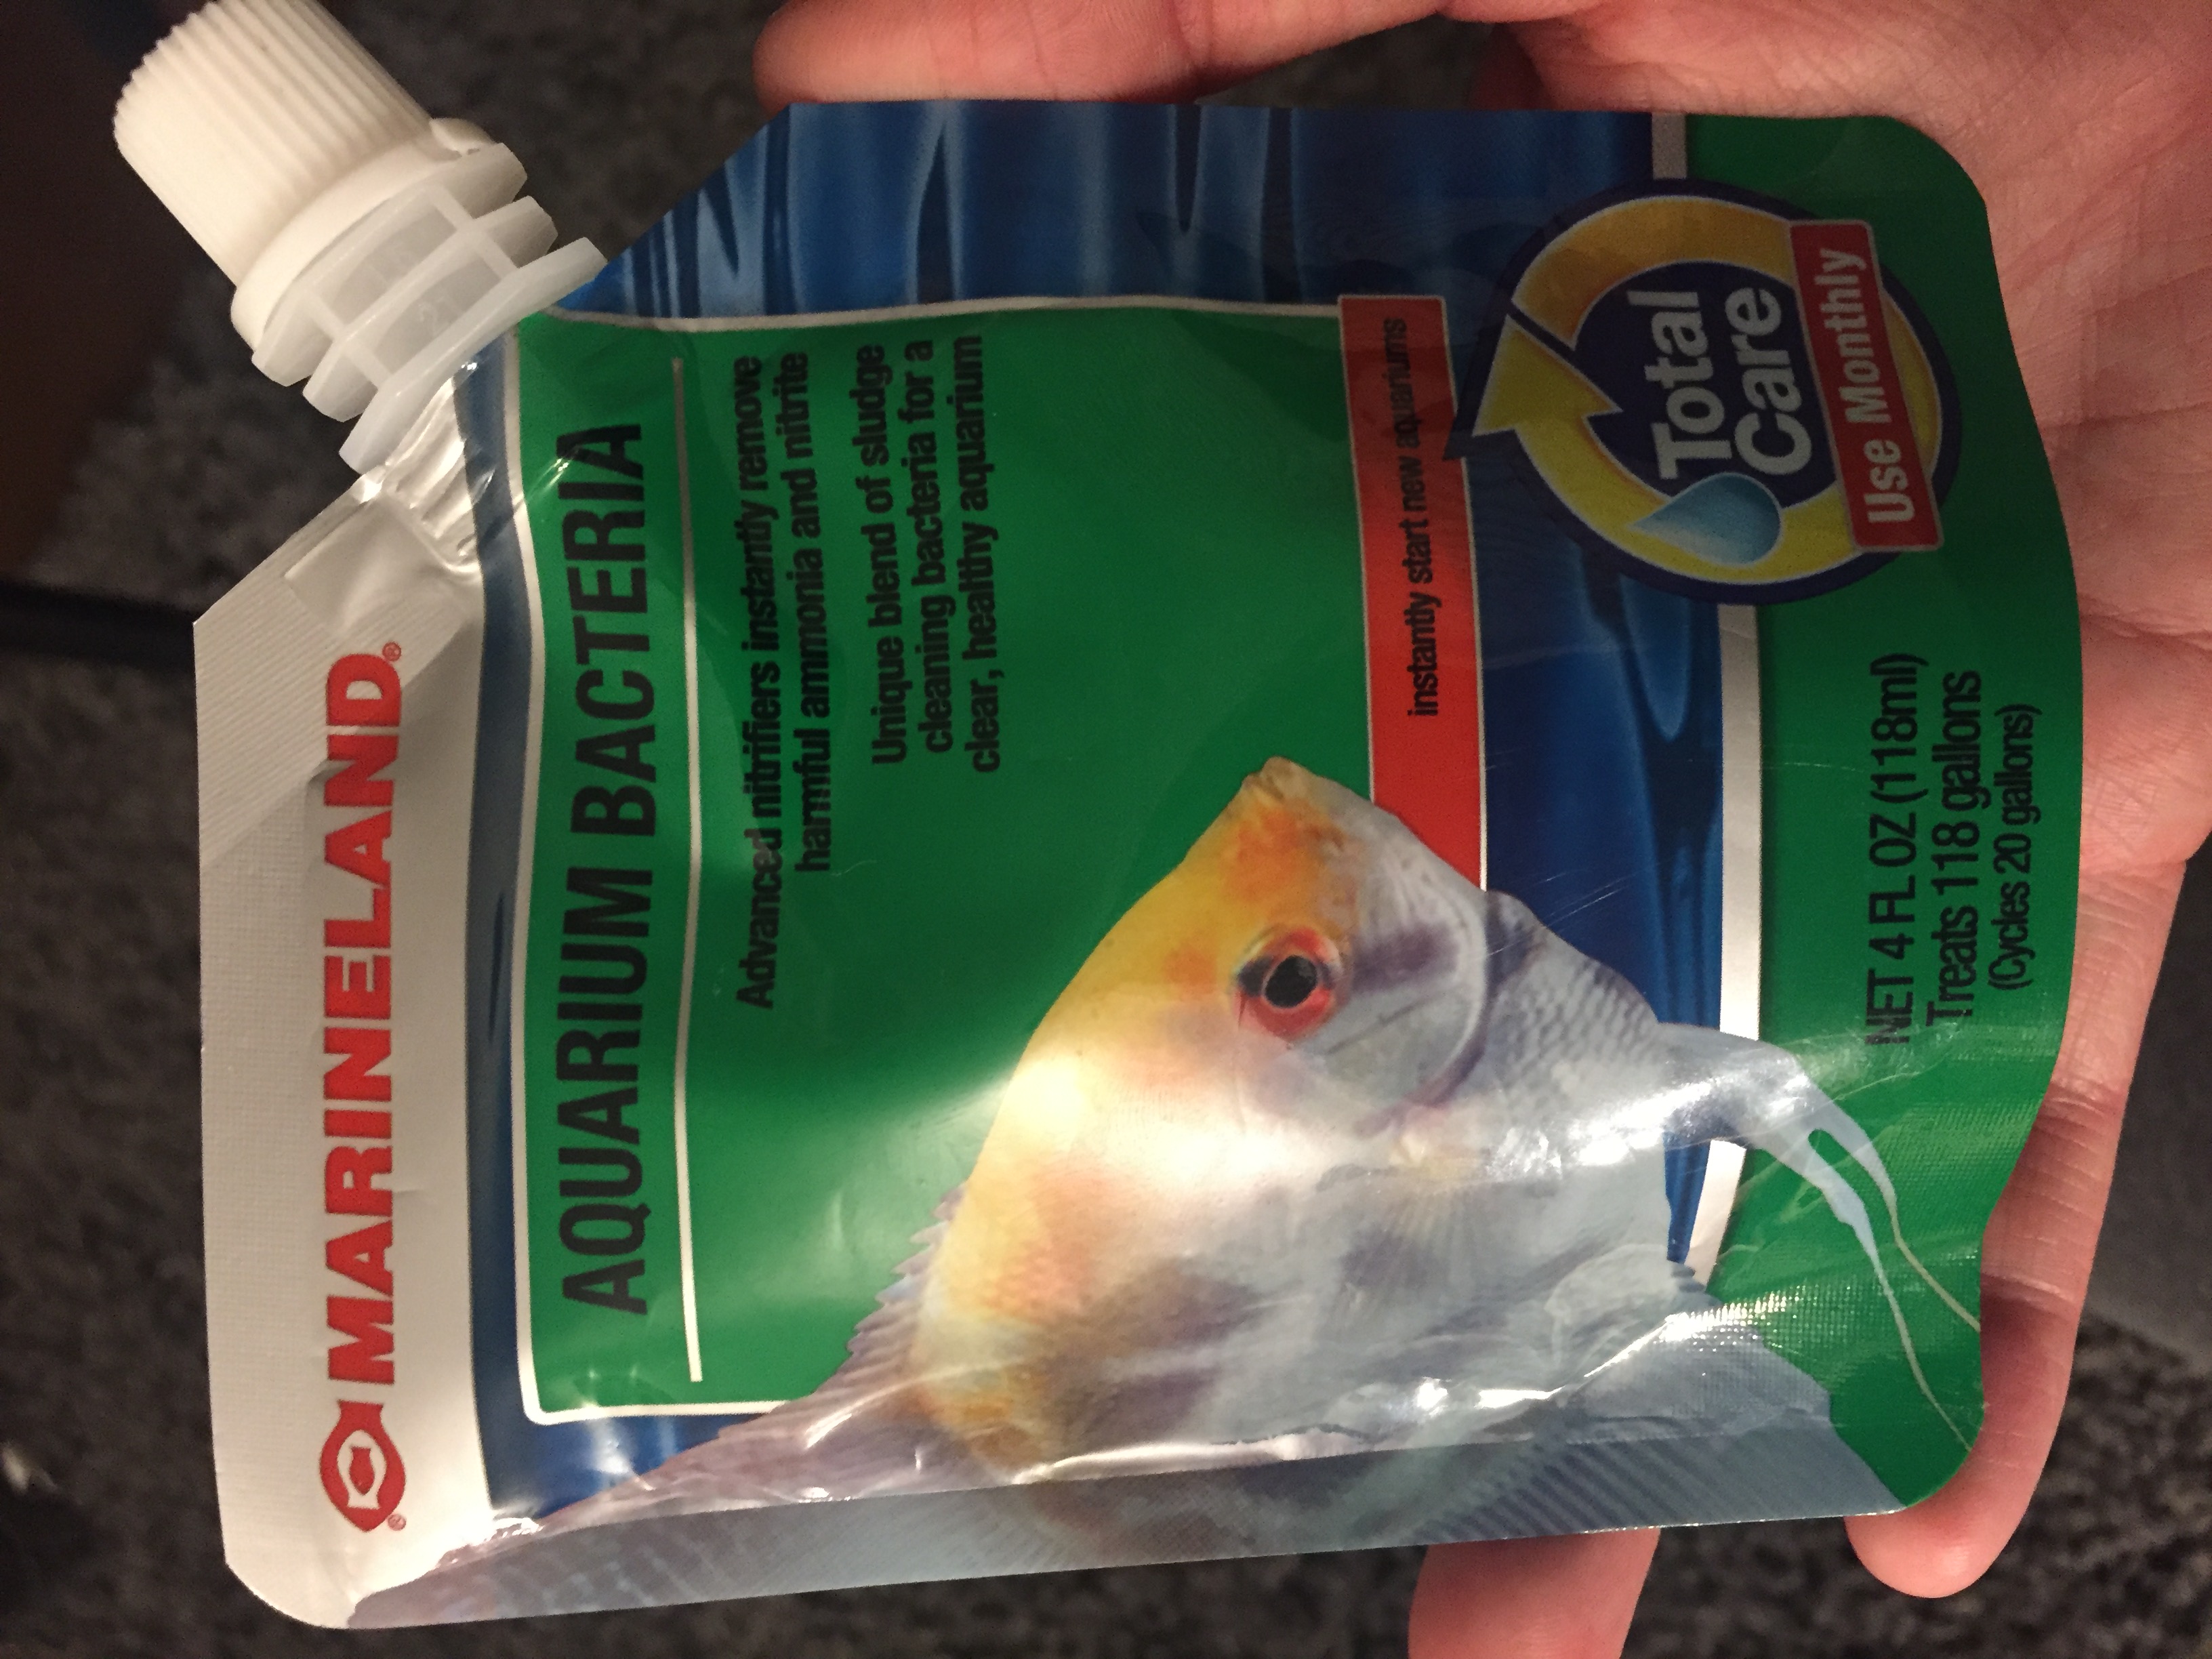 MARINELAND®
AQUARIUM BACTERIA
Advanced nitrifiers instantly remove
harmful ammonia and nitrite
Unique blend of sludge
cleaning bacteria for a
clear, healthy aquarium
instantly start new aquariums
Total
Care
Use Monthly
NET 4 FL OZ (118ml)
Treats 118 gallons
(Cycles 20 gallons)